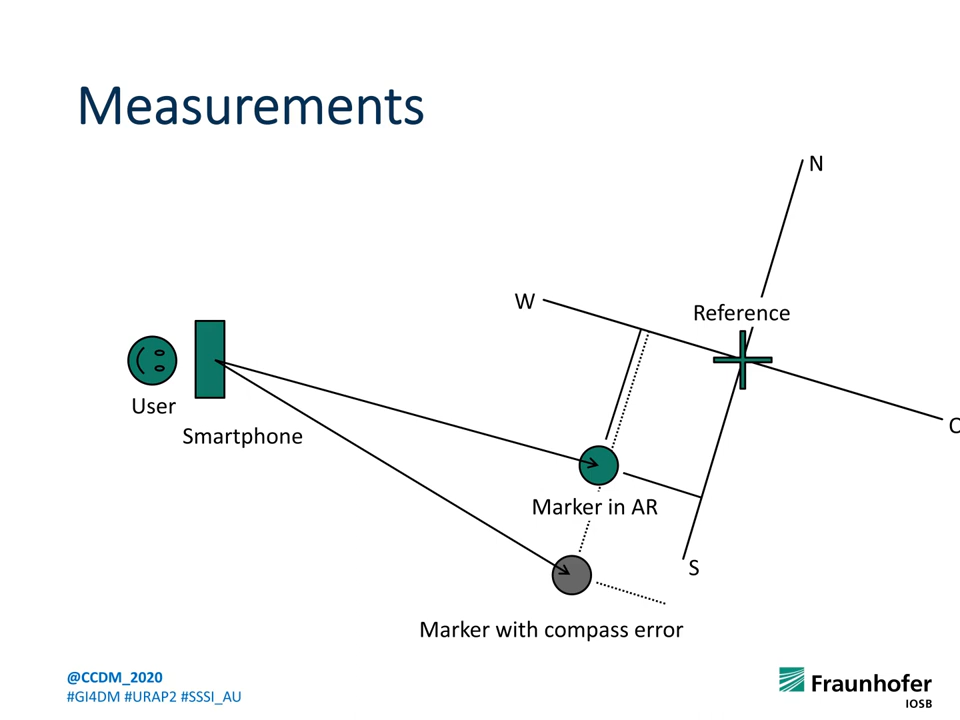 Measurements
N
W
Reference
User
Smartphone
O
Marker in AR
S
Marker with compass error
@CCDM_2020
#GI4DM #URAP2 #SSSI_AU
Fraunhofer
IOSB